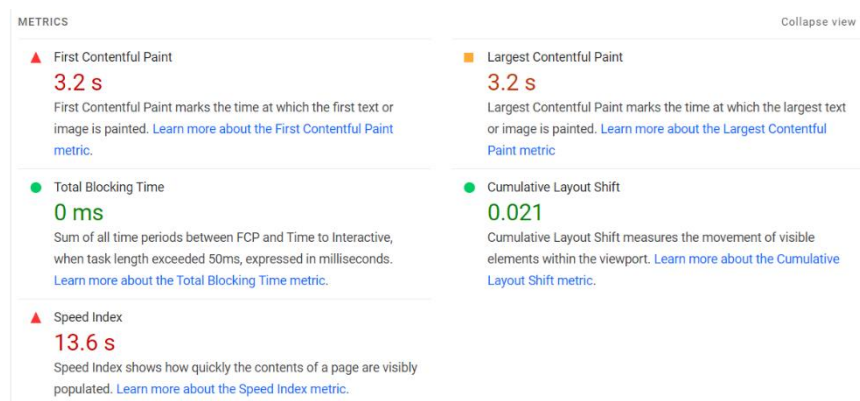 METRICS
Collapse view
First Contentful Paint
3.2 s
First Contentful Paint marks the time at which the first text or
image is painted. Learn more about the First Contentful Paint
metric.
Largest Contentful Paint
3.2 s
Largest Contentful Paint marks the time at which the largest text
or image is painted. Learn more about the Largest Contentful
Paint metric
Total Blocking Time
0 ms
Sum of all time periods between FCP and Time to Interactive,
when task length exceeded 50ms, expressed in milliseconds.
Learn more about the Total Blocking Time metric.
Cumulative Layout Shift
0.021
Cumulative Layout Shift measures the movement of visible
elements within the viewport. Learn more about the Cumulative
Layout Shift metric.
Speed Index
13.6 s
Speed Index shows how quickly the contents of a page are visibly
populated. Learn more about the Speed Index metric.